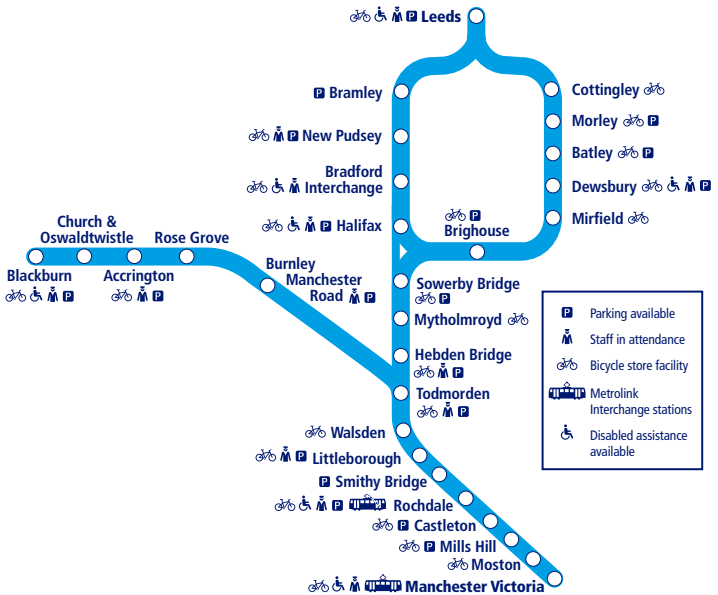 Leeds
Bramley
Cottingley
New Pudsey
Morley
Batley
Bradford
Interchange
Dewsbury
Mirfield
Halifax
Brighouse
Church &
Oswaldtwistle
Rose Grove
Blackburn
Accrington
Burnley
Manchester
Road
Sowerby Bridge
Mytholmroyd
Hebden Bridge
Todmorden
Walsden
Littleborough
Smithy Bridge
Rochdale
Castleton
Mills Hill
Moston
Manchester Victoria
P Parking available
Staff in attendance
Bicycle store facility
Metrolink
Interchange stations
Disabled assistance
available